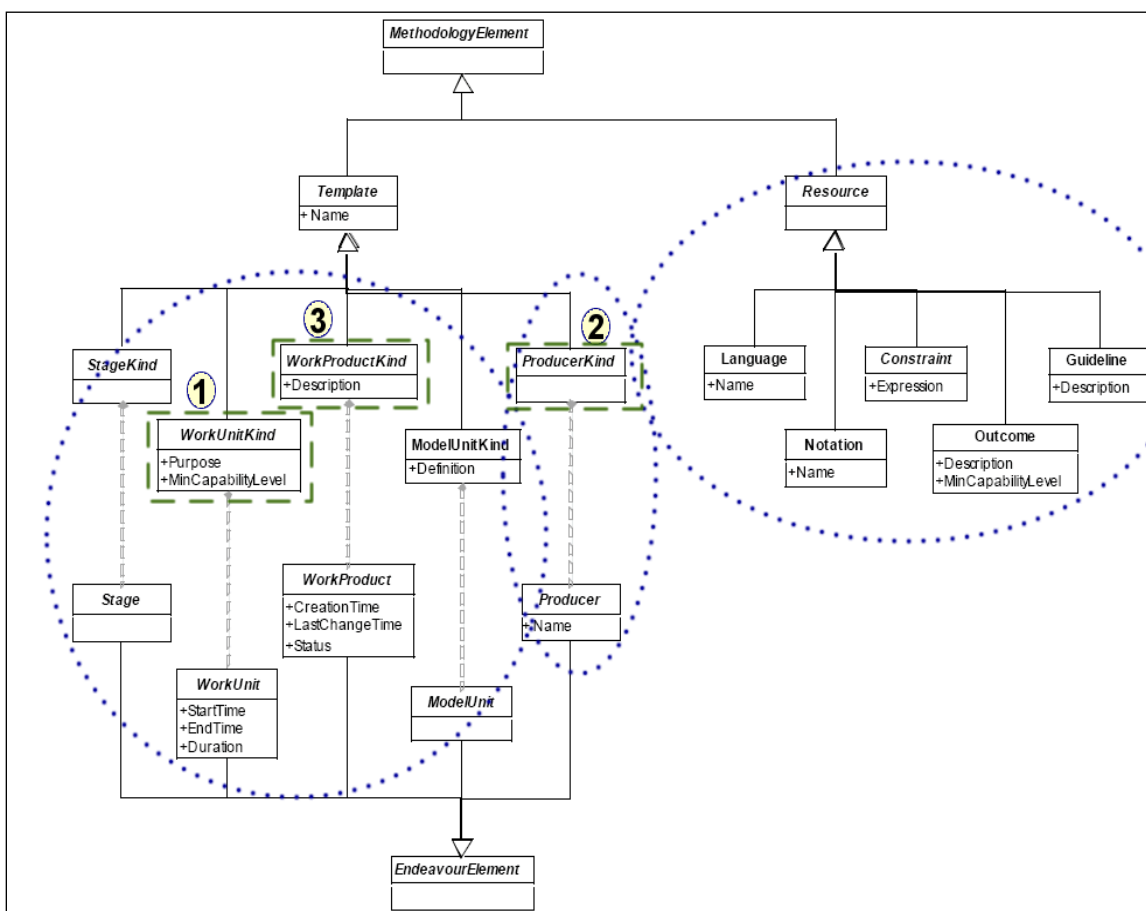 MethodologyElement
Template
+ Name
Resource
3
2
1
StageKind
WorkProductKind
+Description
ProducerKind
WorkUnitKind
+Purpose
+MinCapabilityLevel
ModelUnitKind
+Definition
Language
+Name
Constraint
+Expression
Guideline
+Description
Notation
+Name
Outcome
+Description
+MinCapabilityLevel
Stage
WorkProduct
+CreationTime
+LastChangeTime
+Status
Producer
+Name
WorkUnit
+StartTime
+EndTime
+Duration
ModelUnit
EndeavourElement